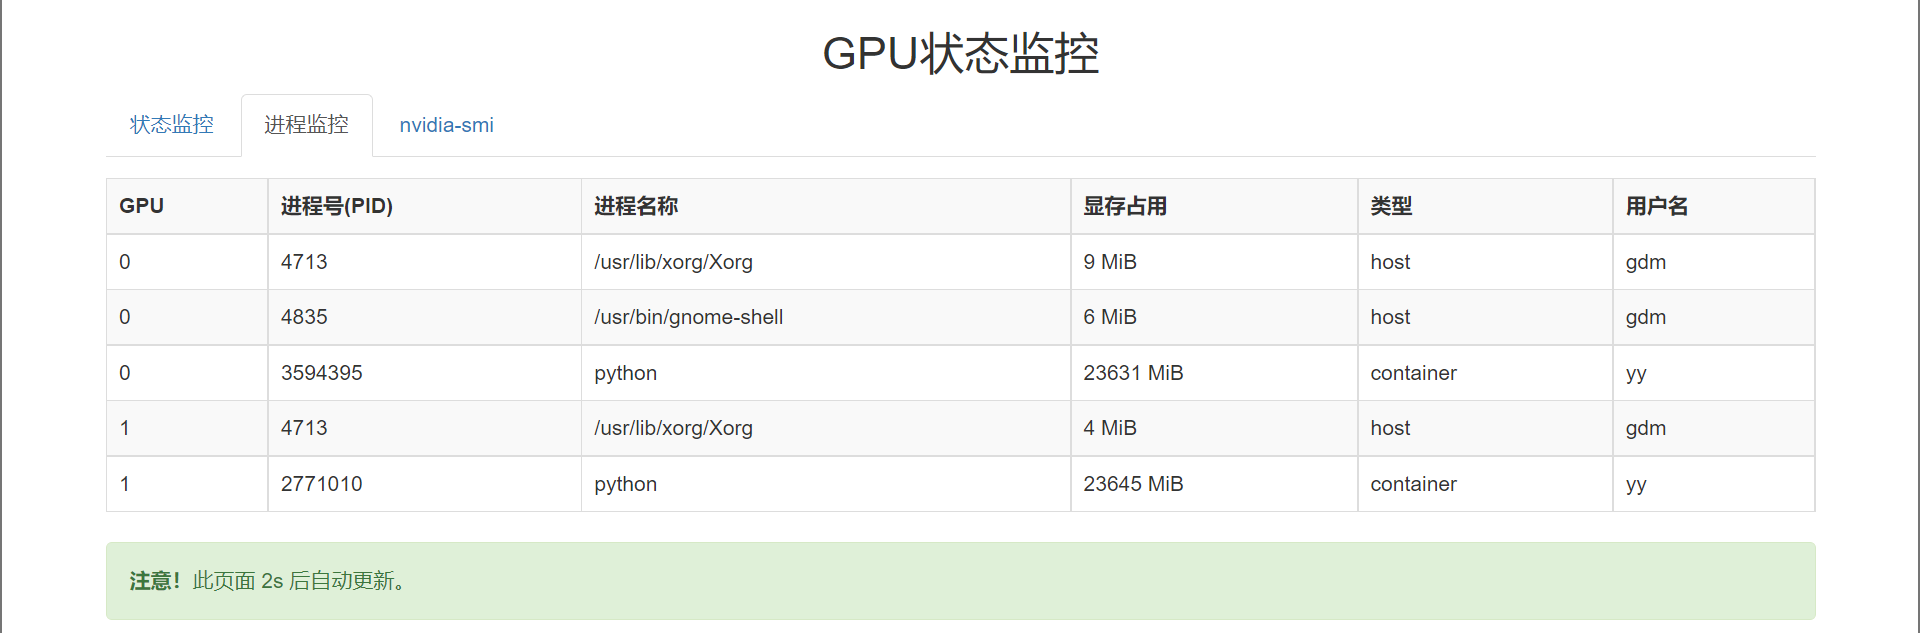 GPU状态监控
状态监控 进程监控 nvidia-smi
GPU 进程号(PID) 进程名称 显存占用 类型 用户名
0 4713 /usr/lib/xorg/Xorg 9 MiB host gdm
0 4835 /usr/bin/gnome-shell 6 MiB host gdm
0 3594395 python 23631 MiB container yy
1 4713 /usr/lib/xorg/Xorg 4 MiB host gdm
1 2771010 python 23645 MiB container yy
注意！此页面 2s 后自动更新。